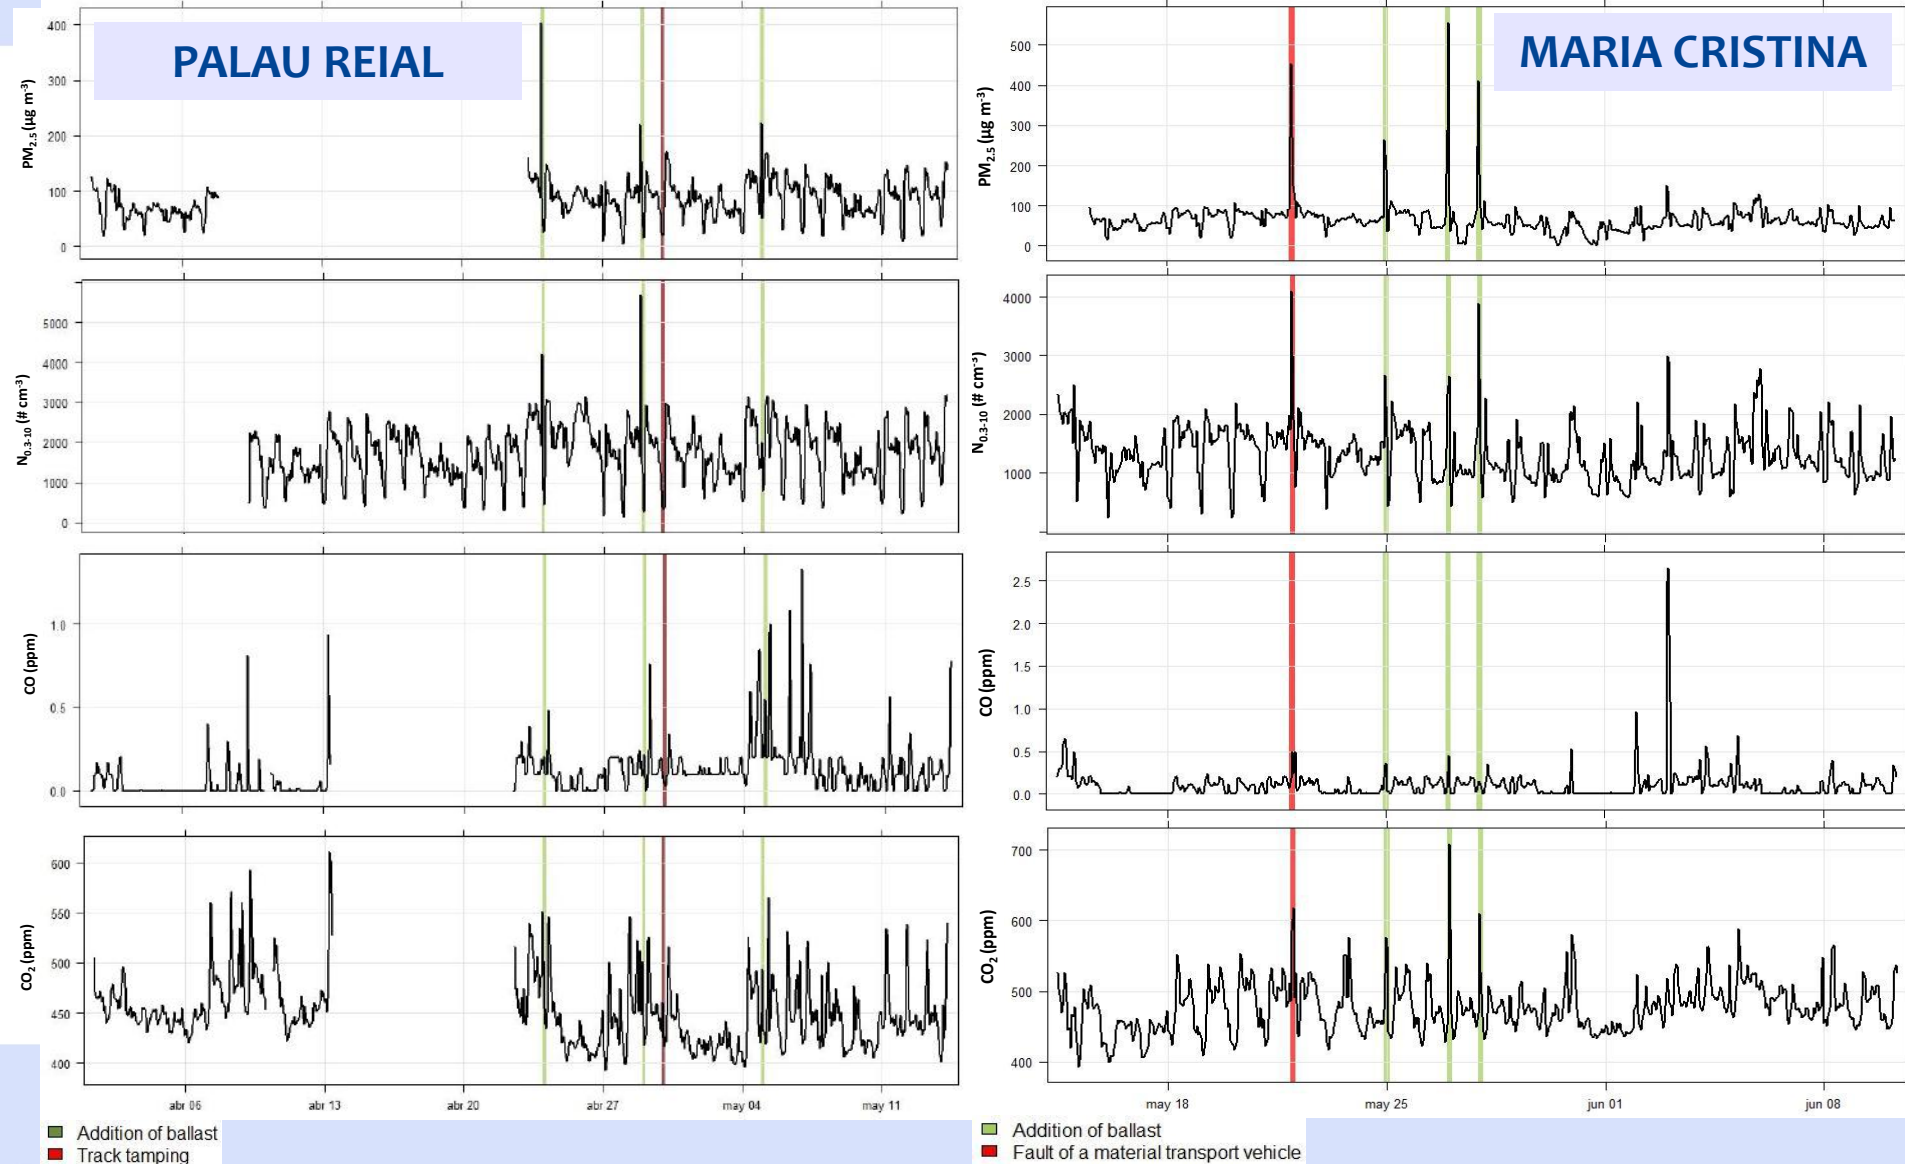 PALAU REIAL
PM2.5 (µg m-3)
400
300
200
100
0
N0.3-10 (# cm-3)
5000
4000
3000
2000
1000
0
CO (ppm)
1.0
0.5
0.0
CO2 (ppm)
600
550
500
450
400
abr 06
abr 13
abr 20
abr 27
may 04
may 11
Addition of ballast
Track tamping
MARIA CRISTINA
PM2.5 (µg m-3)
500
400
300
200
100
0
N0.3-10 (# cm-3)
4000
3000
2000
1000
CO (ppm)
2.5
2.0
1.5
1.0
0.5
0.0
CO2 (ppm)
700
600
500
400
may 18
may 25
jun 01
jun 08
Addition of ballast
Fault of a material transport vehicle